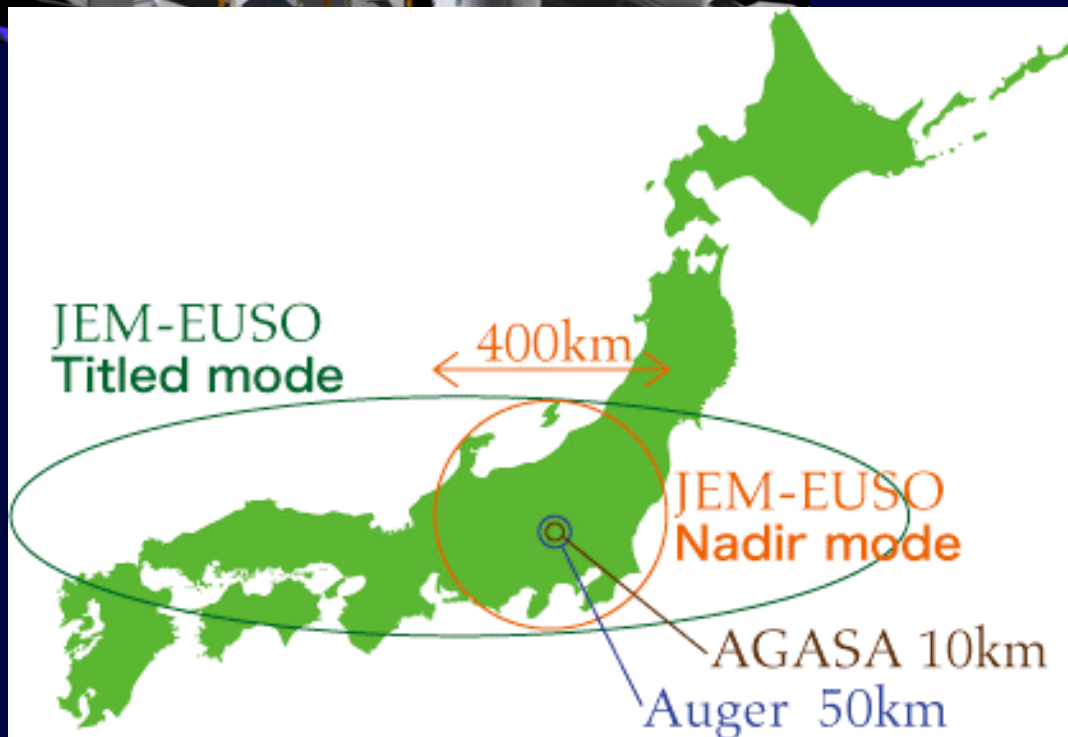 JEM-EUSO
Titled mode
400km
JEM-EUSO
Nadir mode
AGASA 10km
Auger 50km